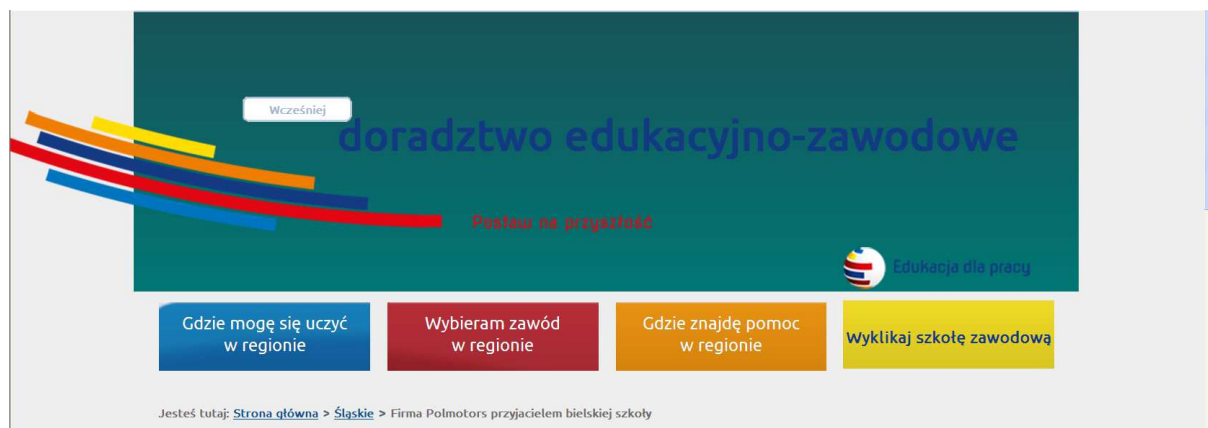 Wcześniej
doradztwo edukacyjno-zawodowe
Postaw na przyszłość
Edukacja dla pracy
Gdzie mogę się uczyć
w regionie
Wybieram zawód
w regionie
Gdzie znajdę pomoc
w regionie
Wyklikaj szkołę zawodową
Jesteś tutaj: Strona główna > Śląskie > Firma Polmotors przyjacielem bielskiej szkoły